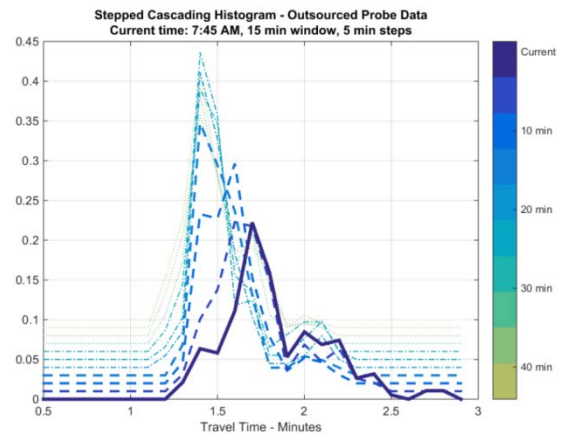 Stepped Cascading Histogram - Outsourced Probe Data
Current time: 7:45 AM, 15 min window, 5 min steps
0.45
0.4
0.35
0.3
0.25
0.2
0.15
0.1
0.05
0
0.5
1
1.5
2
2.5
3
Travel Time - Minutes
Current
10 min
20 min
30 min
40 min